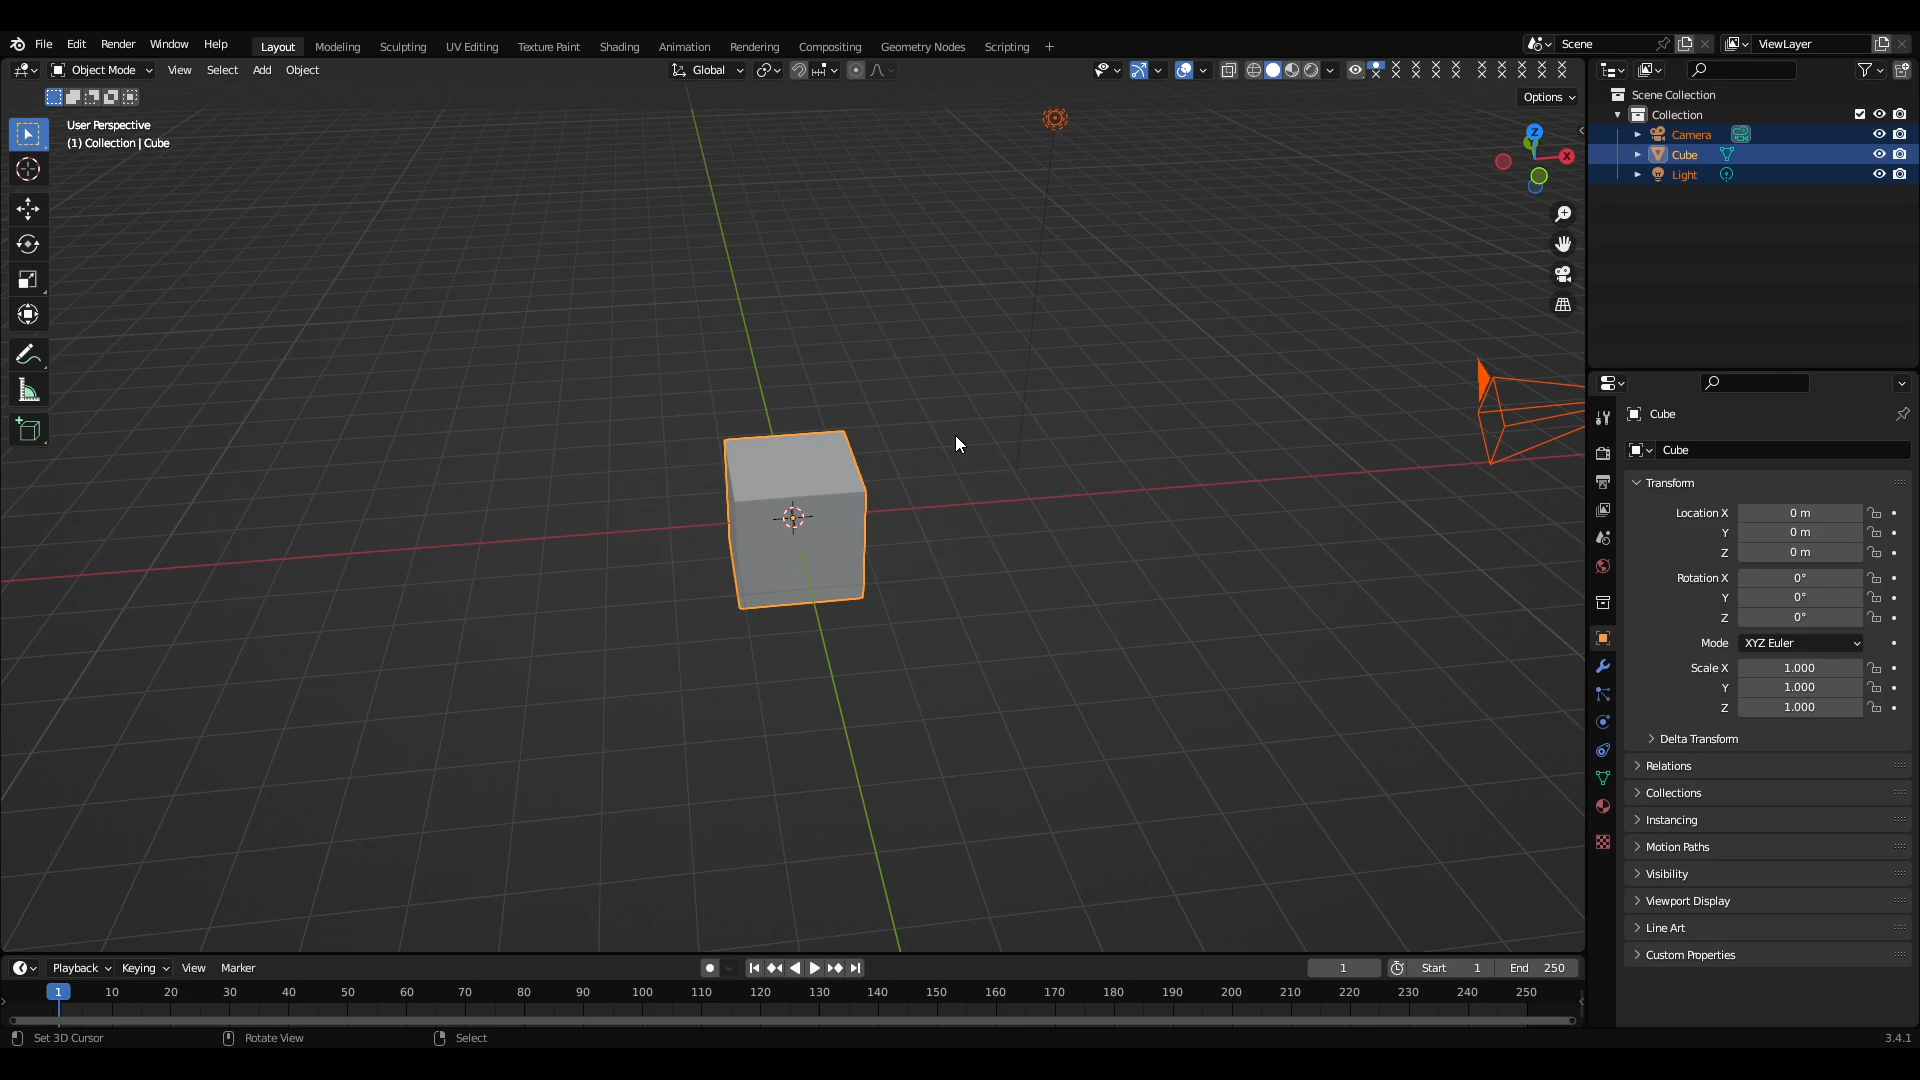 File Edit Render Window Help Layout Modeling Sculpting UV Editing Texture Paint Shading Animation Rendering Compositing Geometry Nodes Scripting + Scene ViewLayer
Object Mode View Select Add Object Global
Options
User Perspective
(1) Collection | Cube
Z
Y
X
Scene Collection
Collection
Camera
Cube
Light
Cube
Cube
Transform
Location X 0 m
Y 0 m
Z 0 m
Rotation X 0°
Y 0°
Z 0°
Mode XYZ Euler
Scale X 1.000
Y 1.000
Z 1.000
Delta Transform
Relations
Collections
Instancing
Motion Paths
Visibility
Viewport Display
Line Art
Custom Properties
Playback Keying View Marker 1 Start 1 End 250
1 10 20 30 40 50 60 70 80 90 100 110 120 130 140 150 160 170 180 190 200 210 220 230 240 250
Set 3D Cursor Rotate View Select 3.4.1